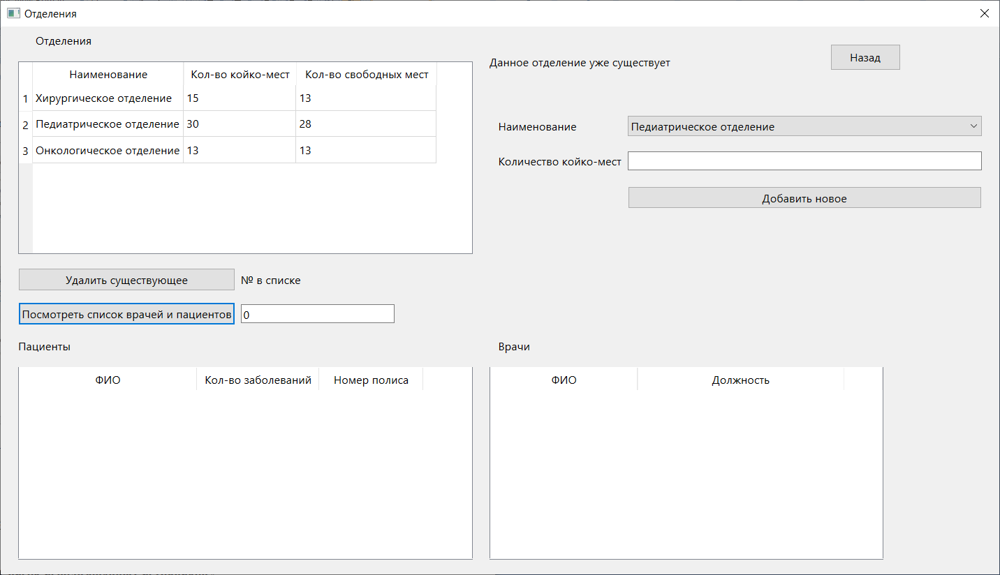 Отделения
Отделения
Данное отделение уже существует
Назад
Наименование Кол-во койко-мест Кол-во свободных мест
1 Хирургическое отделение 15 13
2 Педиатрическое отделение 30 28
3 Онкологическое отделение 13 13
Наименование Педиатрическое отделение
Количество койко-мест
Добавить новое
Удалить существующее № в списке
Посмотреть список врачей и пациентов 0
Пациенты
ФИО Кол-во заболеваний Номер полиса
Врачи
ФИО Должность